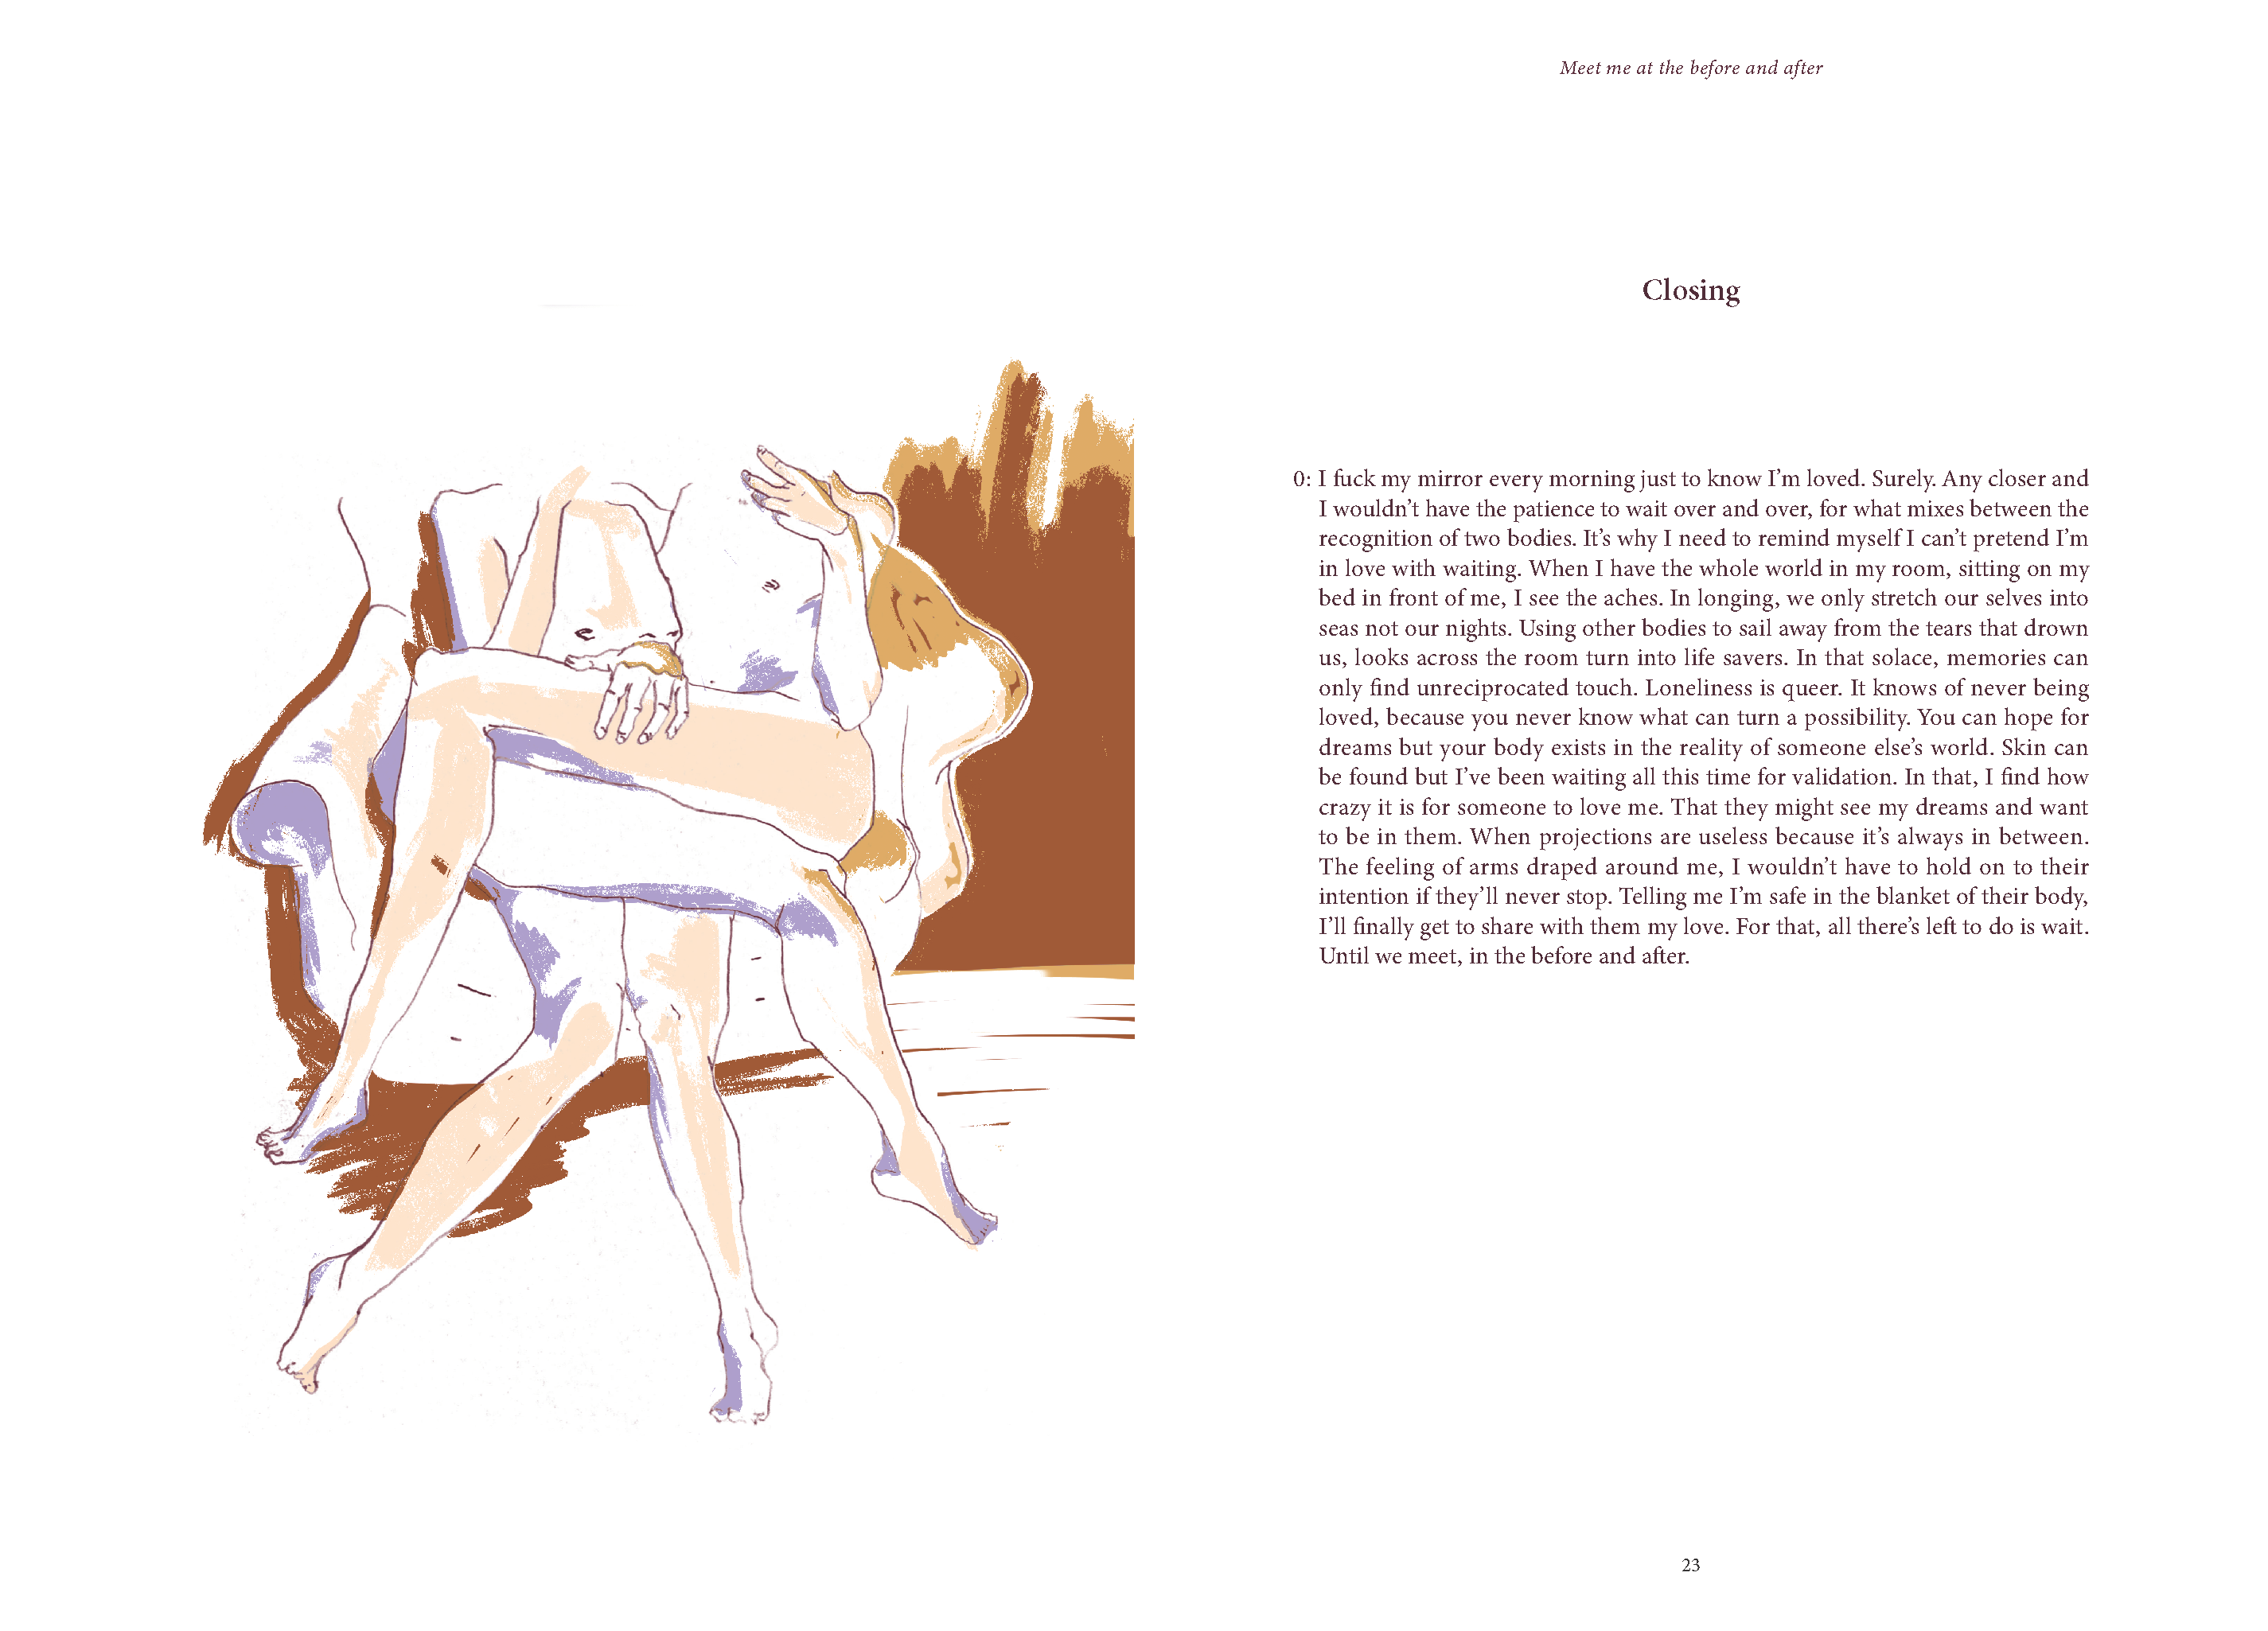 Meet me at the before and after
Closing
0: I fuck my mirror every morning just to know I’m loved. Surely. Any closer and
I wouldn’t have the patience to wait over and over, for what mixes between the
recognition of two bodies. It’s why I need to remind myself I can’t pretend I’m
in love with waiting. When I have the whole world in my room, sitting on my
bed in front of me, I see the aches. In longing, we only stretch our selves into
seas not our nights. Using other bodies to sail away from the tears that drown
us, looks across the room turn into life savers. In that solace, memories can
only find unreciprocated touch. Loneliness is queer. It knows of never being
loved, because you never know what can turn a possibility. You can hope for
dreams but your body exists in the reality of someone else’s world. Skin can
be found but I’ve been waiting all this time for validation. In that, I find how
crazy it is for someone to love me. That they might see my dreams and want
to be in them. When projections are useless because it’s always in between.
The feeling of arms draped around me, I wouldn’t have to hold on to their
intention if they’ll never stop. Telling me I’m safe in the blanket of their body,
I’ll finally get to share with them my love. For that, all there’s left to do is wait.
Until we meet, in the before and after.
23